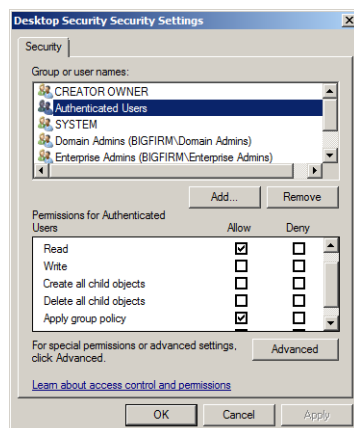 Desktop Security Security Settings
Security
Group or user names:
CREATOR OWNER
Authenticated Users
SYSTEM
Domain Admins (BIGFIRM\Domain Admins)
Enterprise Admins (BIGFIRM\Enterprise Admins)
Add... Remove
Permissions for Authenticated
Users Allow Deny
Read
Write
Create all child objects
Delete all child objects
Apply group policy
For special permissions or advanced settings,
click Advanced. Advanced
Learn about access control and permissions
OK Cancel Apply